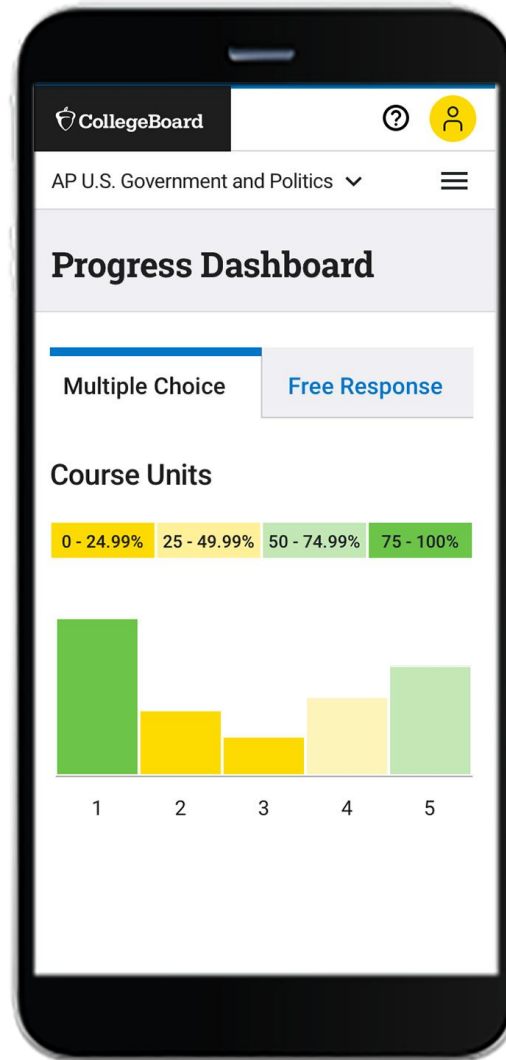 CollegeBoard
AP U.S. Government and Politics
Progress Dashboard
Multiple Choice Free Response
Course Units
0 - 24.99% 25 - 49.99% 50 - 74.99% 75 - 100%
1 2 3 4 5